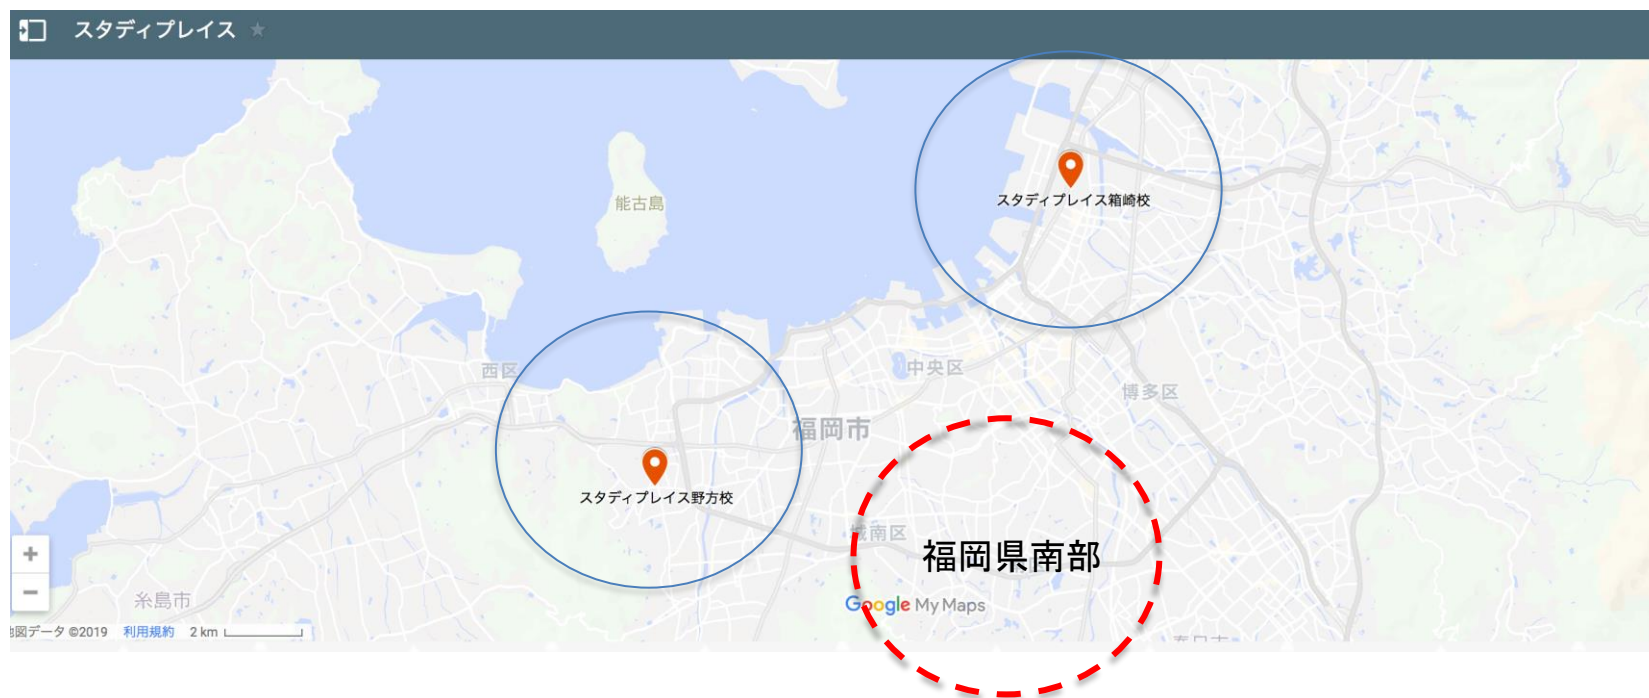 スタディプレイス ★
能古島
スタディプレイス箱崎校
西区
中央区
博多区
福岡市
スタディプレイス野方校
城南区
福岡県南部
+
−
糸島市
Google My Maps
地図データ ©2019 利用規約 2 km
春日市